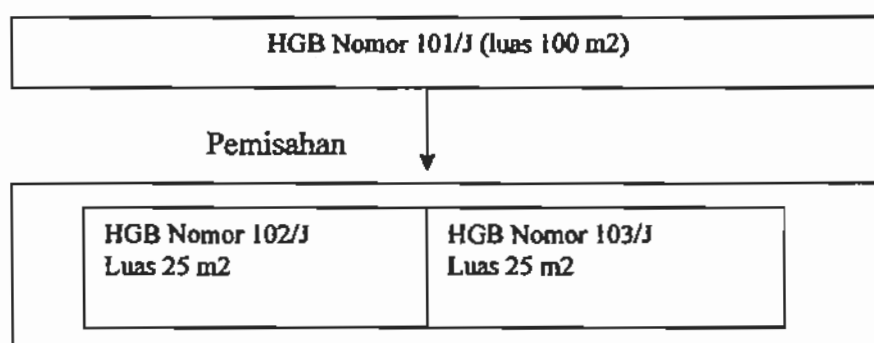 HGB Nomor 101/J (luas 100 m2)
Pemisahan
HGB Nomor 102/J
Luas 25 m2
HGB Nomor 103/J
Luas 25 m2